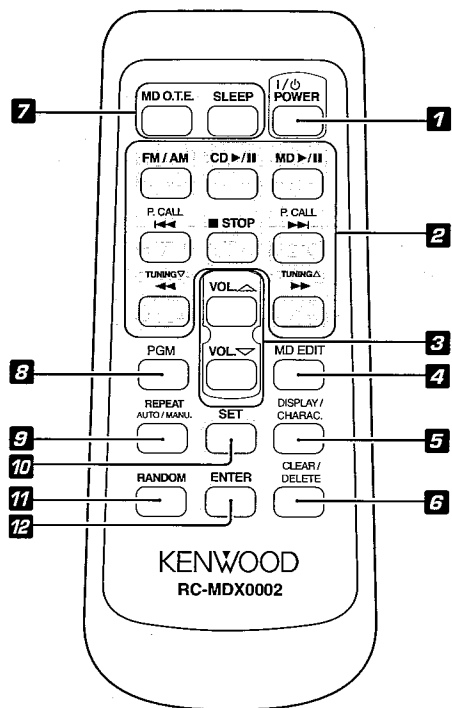 I/⏻
MD O.T.E. SLEEP POWER
7
1
FM / AM CD ►/II MD ►/II
P. CALL P. CALL
I◄◄ ■ STOP ►►I
2
TUNING▽ TUNING△
◄◄ ►►
VOL.
VOL.
3
PGM MD EDIT
8
4
REPEAT DISPLAY /
AUTO / MANU. SET CHARAC.
9
5
10
CLEAR /
RANDOM ENTER DELETE
11
6
12
KENWOOD
RC-MDX0002